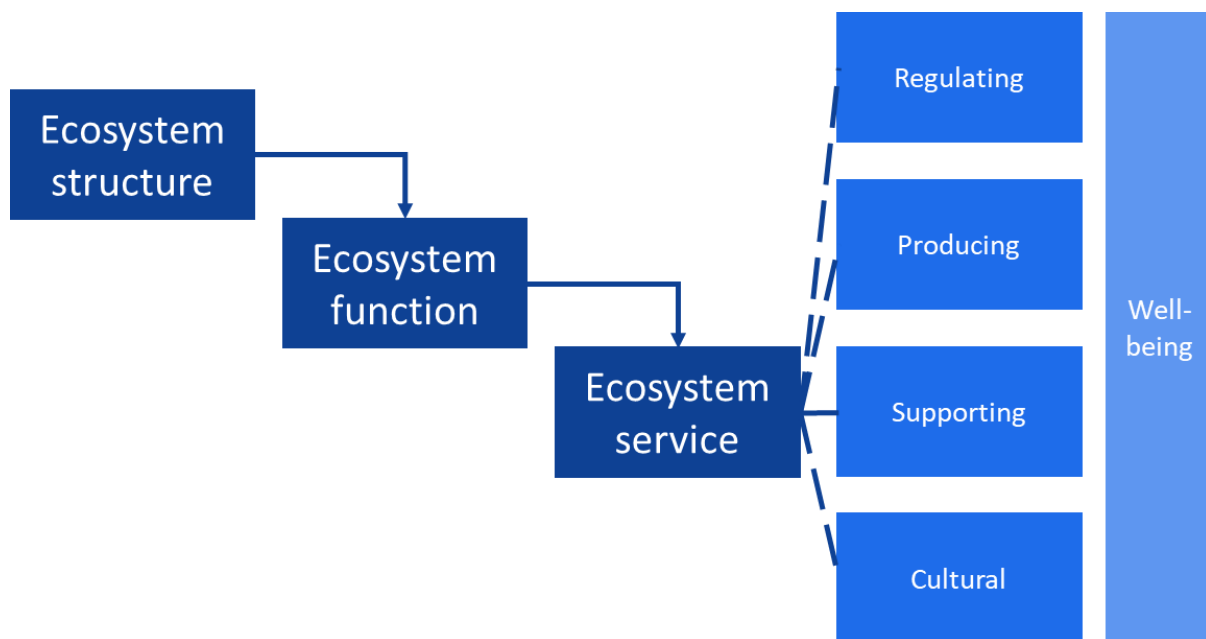 Ecosystem
structure
Ecosystem
function
Ecosystem
service
Regulating
Producing
Supporting
Cultural
Well-
being